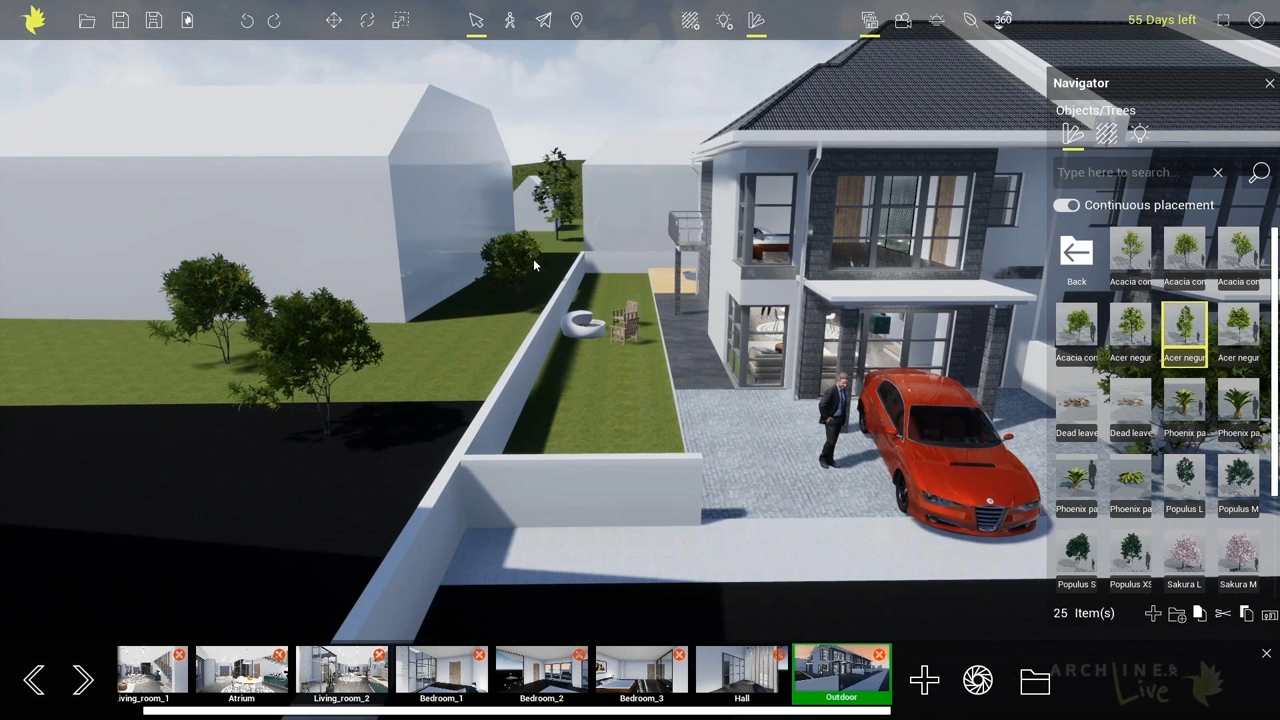 360
55 Days left
Navigator
Objects/Trees
Type here to search...
Continuous placement
Back
Acacia con
Acacia con
Acacia con
Acacia con
Acer negur
Acer negur
Acer negur
Dead leave
Dead leave
Phoenix pa
Phoenix pa
Phoenix pa
Phoenix pa
Populus L
Populus M
Populus S
Populus XS
Sakura L
Sakura M
25 Item(s)
iving_room_1
Atrium
Living_room_2
Bedroom_1
Bedroom_2
Bedroom_3
Hall
Outdoor
ARCHLINE.XP
Live